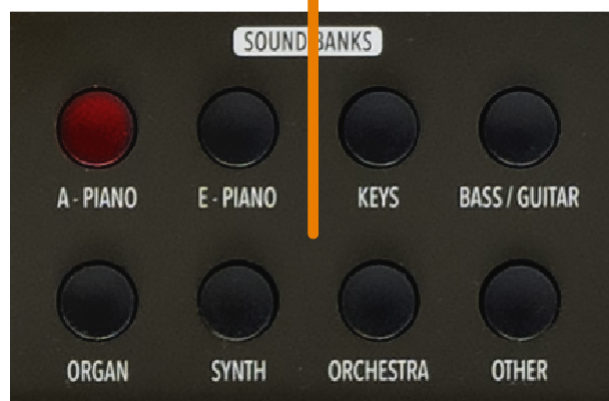 SOUND BANKS
A - PIANO E - PIANO KEYS BASS / GUITAR
ORGAN SYNTH ORCHESTRA OTHER